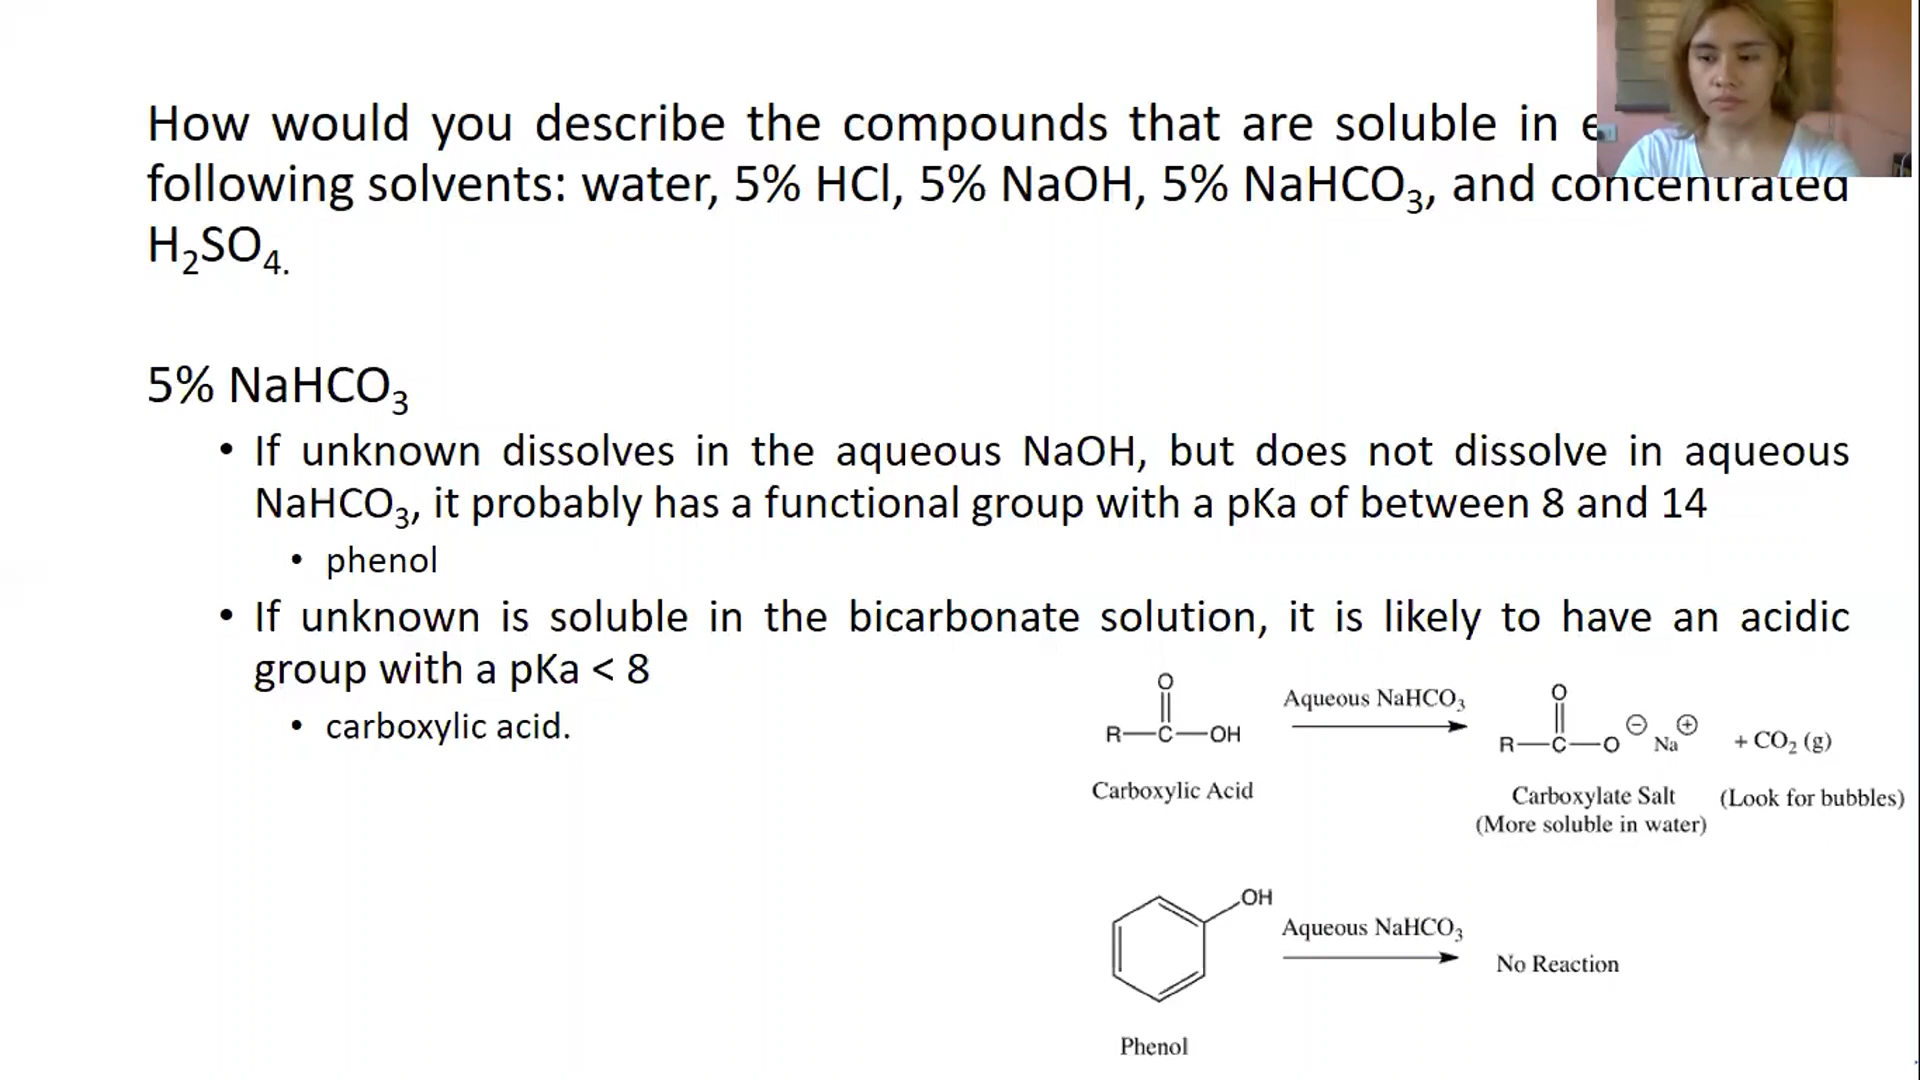 How would you describe the compounds that are soluble in
following solvents: water, 5% HCl, 5% NaOH, 5% NaHCO₃, and concentrated
H₂SO₄.
5% NaHCO₃
• If unknown dissolves in the aqueous NaOH, but does not dissolve in aqueous
NaHCO₃, it probably has a functional group with a pKa of between 8 and 14
• phenol
• If unknown is soluble in the bicarbonate solution, it is likely to have an acidic
group with a pKa < 8
• carboxylic acid.
O
R—C—OH
Carboxylic Acid
Aqueous NaHCO₃
O
R—C—O⊖ Na⊕
+ CO₂ (g)
Carboxylate Salt
(More soluble in water)
(Look for bubbles)
OH
Phenol
Aqueous NaHCO₃
No Reaction